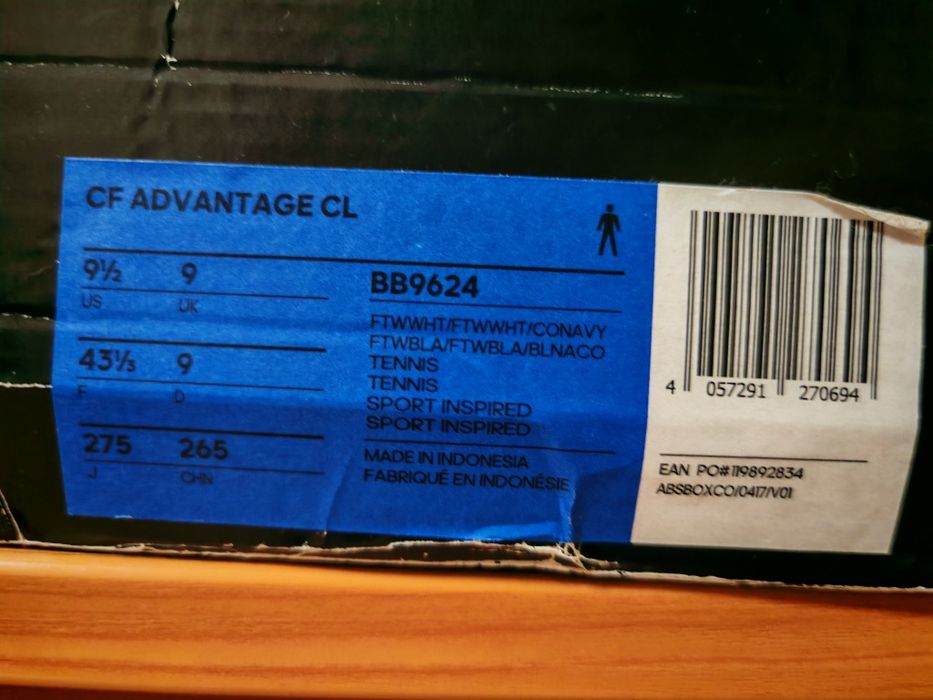 CF ADVANTAGE CL
9½ 9
US UK
43⅓ 9
F D
275 265
J CHN
BB9624
FTWWHT/FTWWHT/CONAVY
FTWBLA/FTWBLA/BLNACO
TENNIS
TENNIS
SPORT INSPIRED
SPORT INSPIRED
MADE IN INDONESIA
FABRIQUÉ EN INDONÉSIE
4 057291 270694
EAN PO#119892834
ABSBOXCO/0417/V01